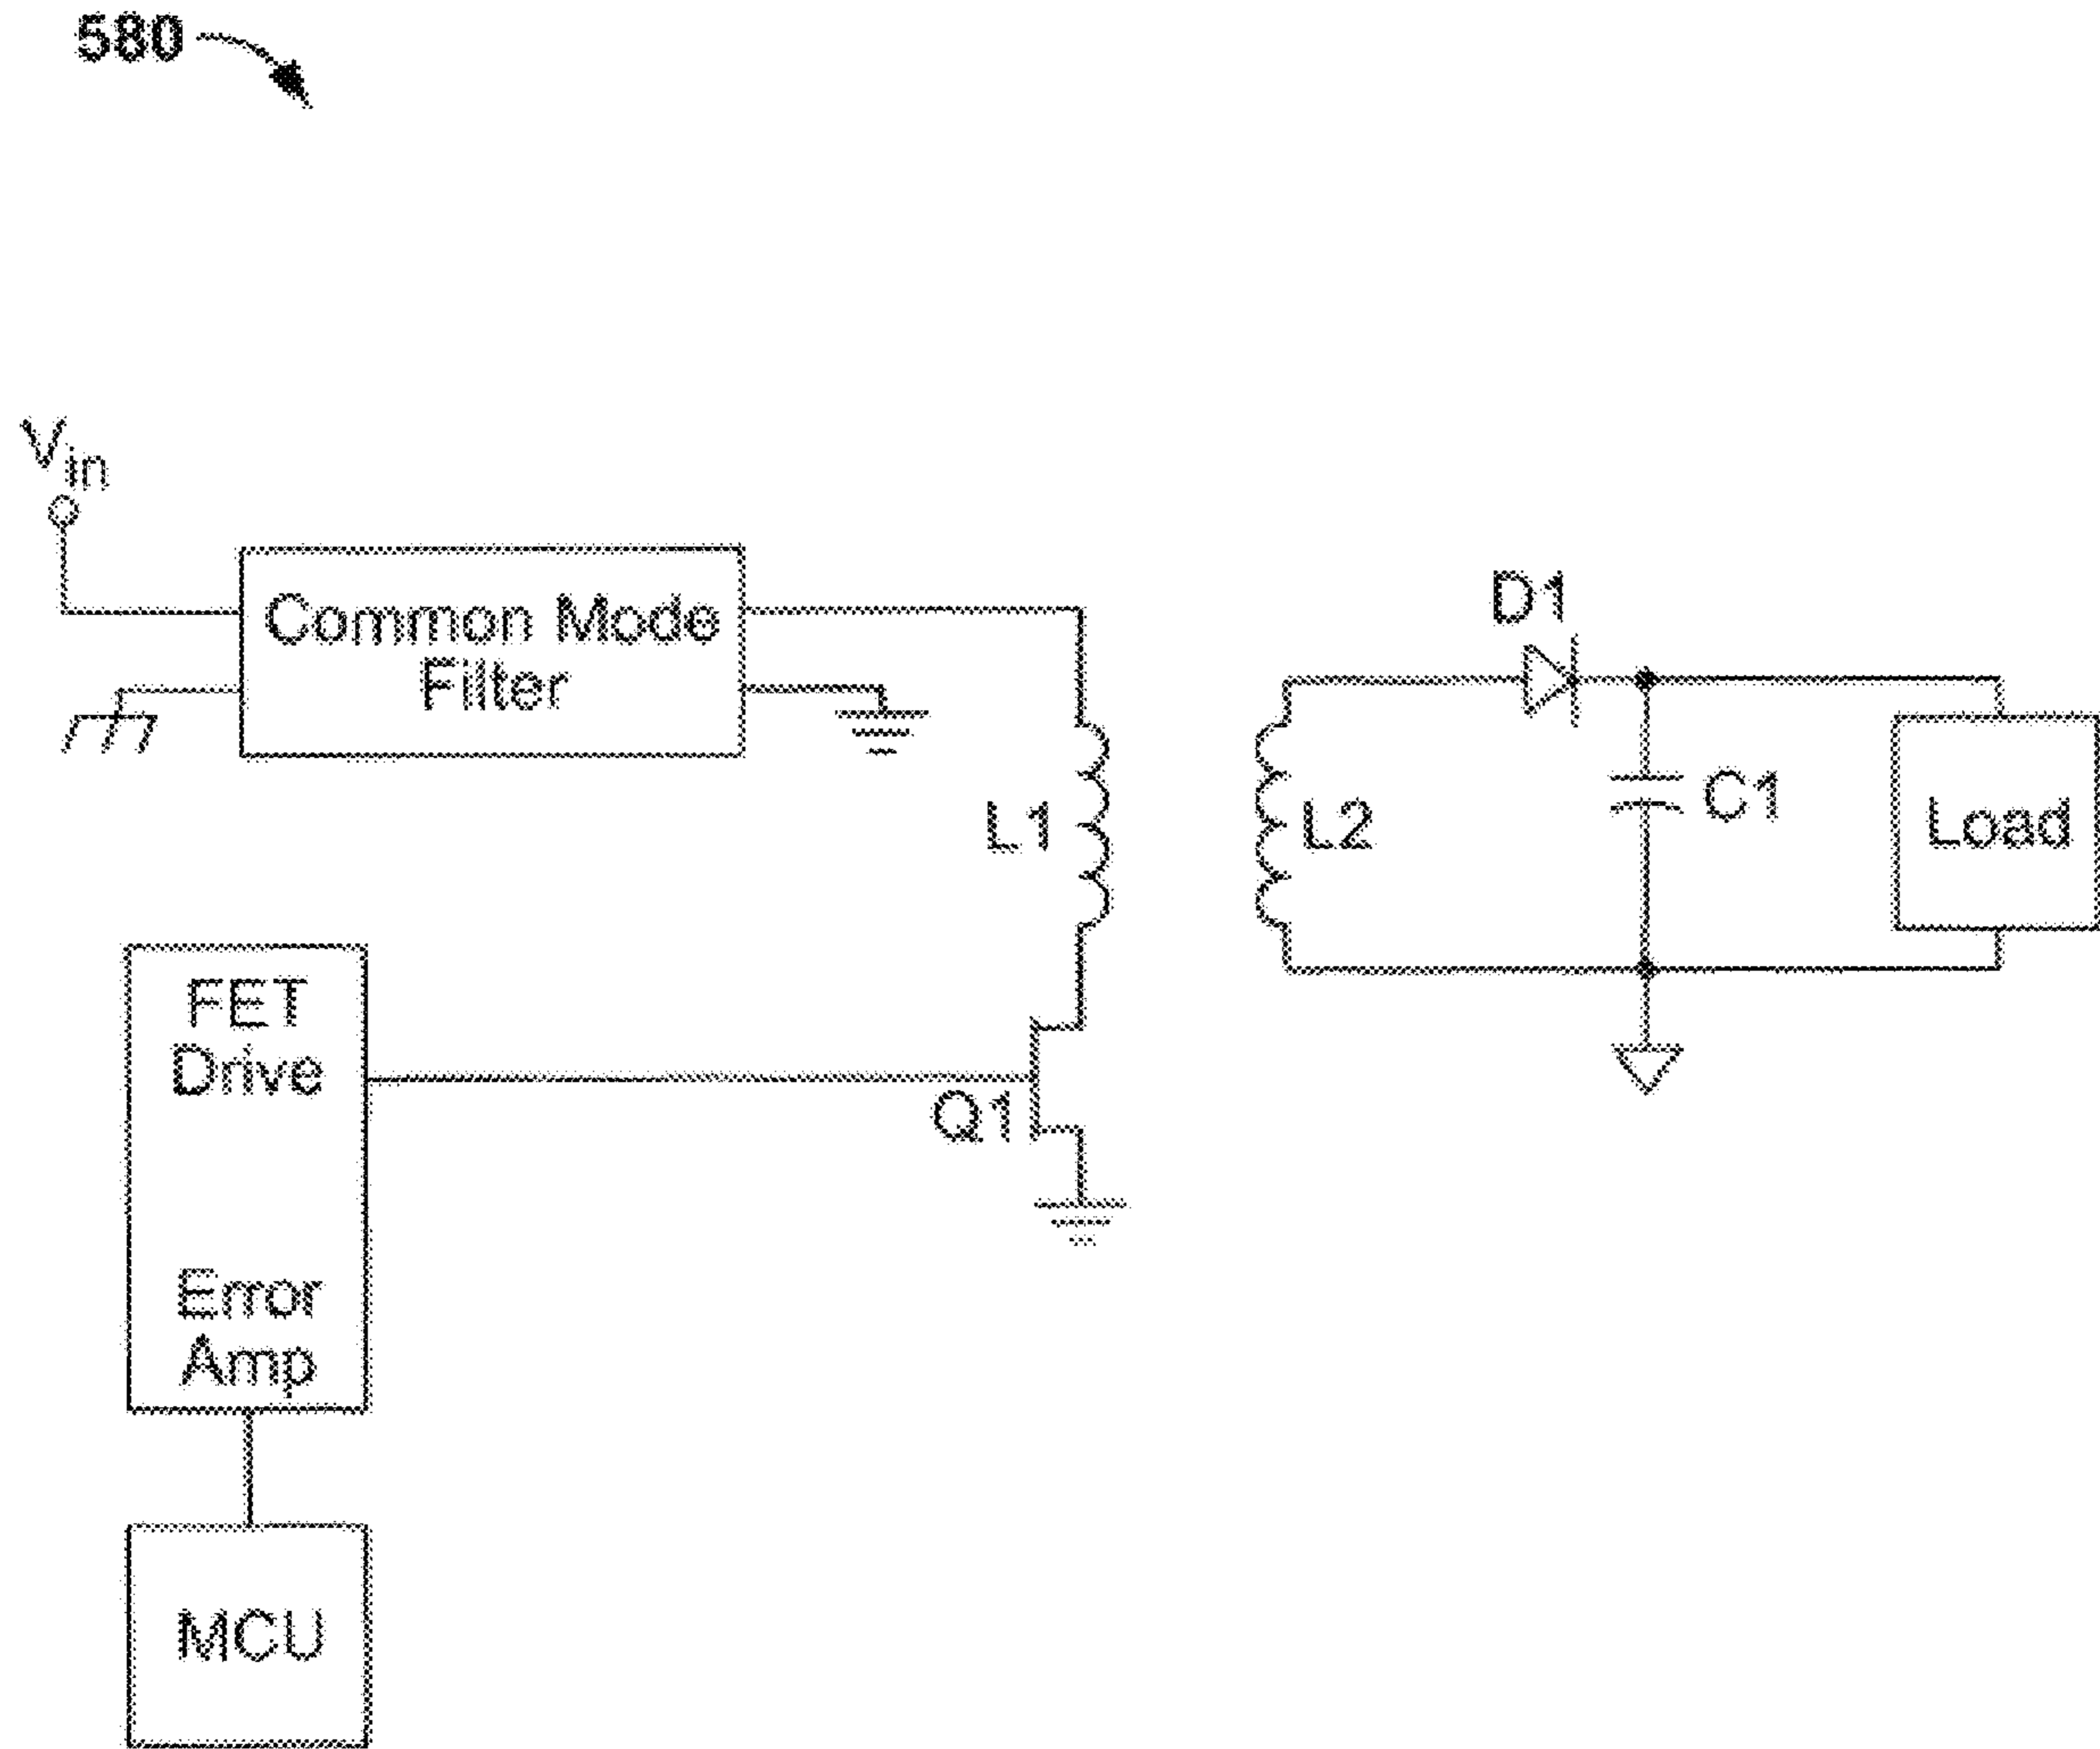 580
Vin
Common Mode
Filter
D1
L1
L2
C1
Load
FET
Drive
Q1
Error
Amp
MCU